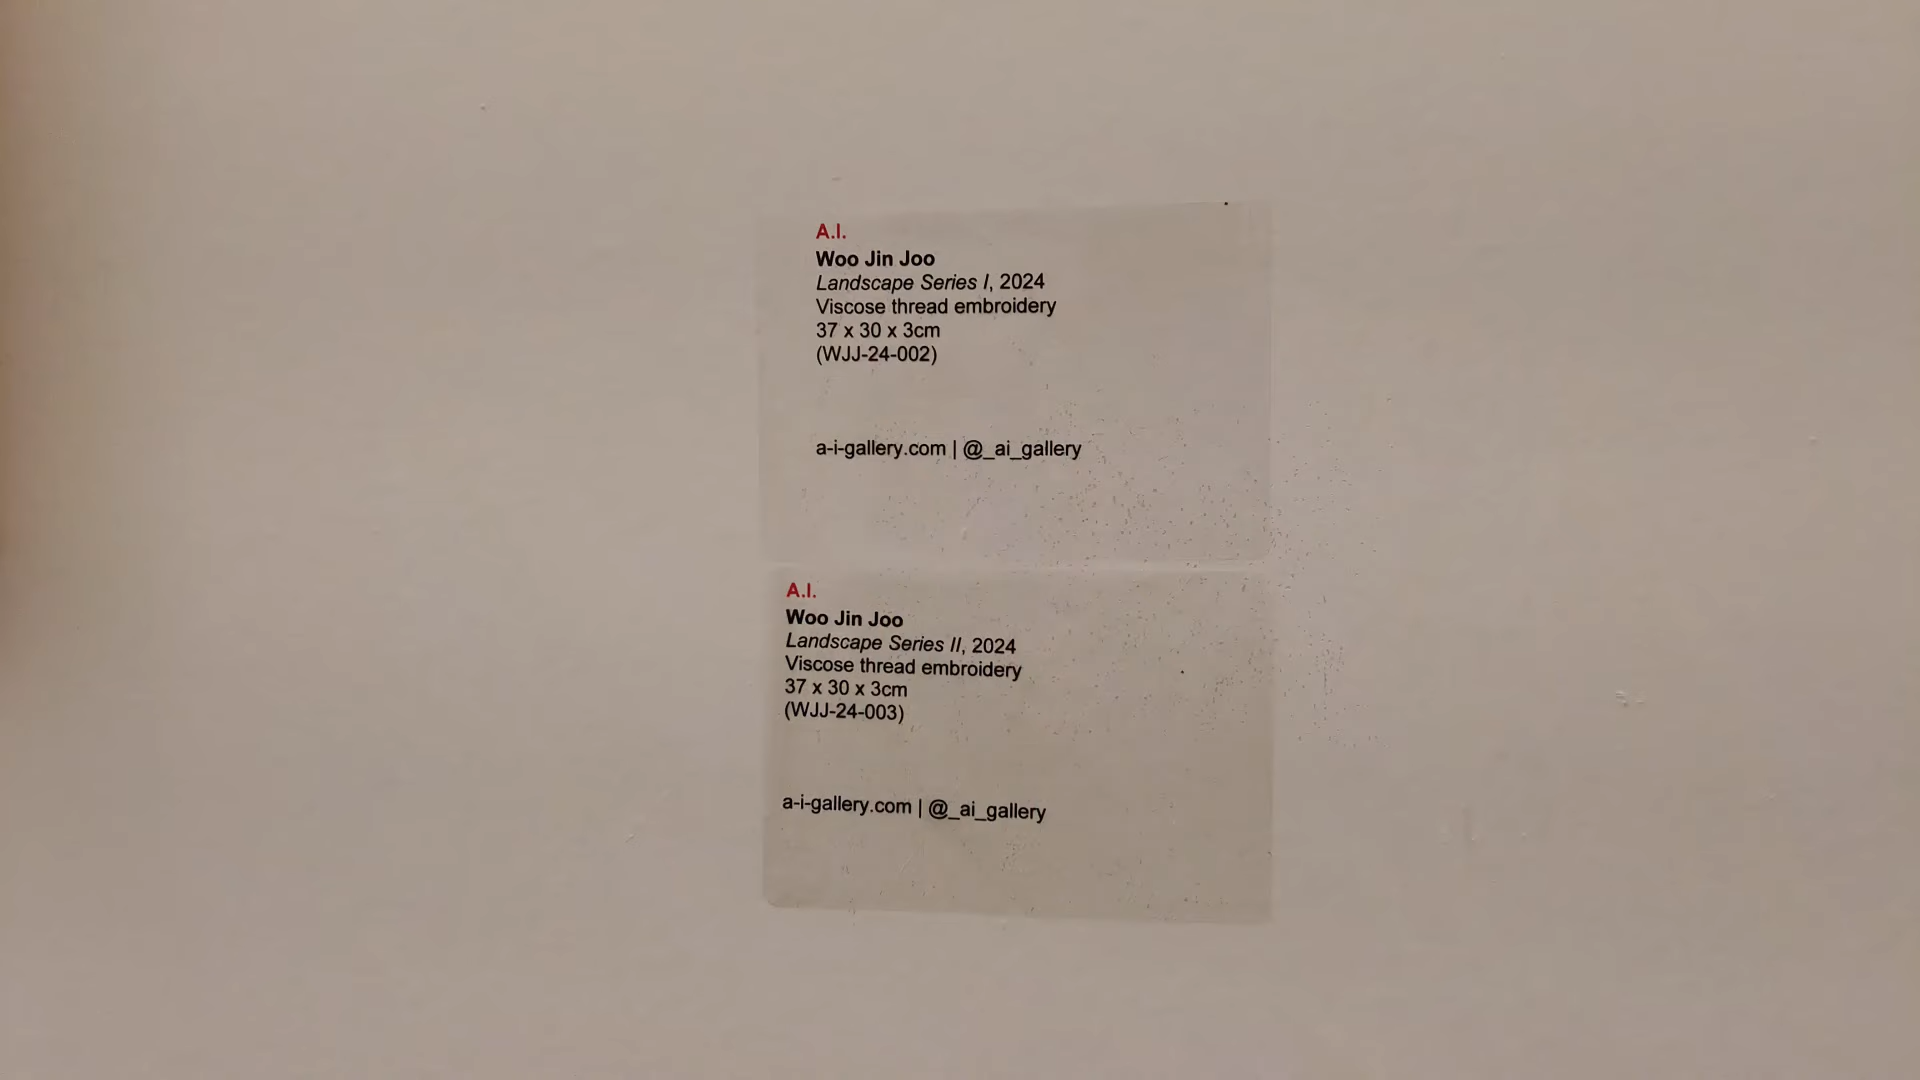 A.I.
Woo Jin Joo
Landscape Series I, 2024
Viscose thread embroidery
37 x 30 x 3cm
(WJJ-24-002)
a-i-gallery.com | @_ai_gallery
A.I.
Woo Jin Joo
Landscape Series II, 2024
Viscose thread embroidery
37 x 30 x 3cm
(WJJ-24-003)
a-i-gallery.com | @_ai_gallery